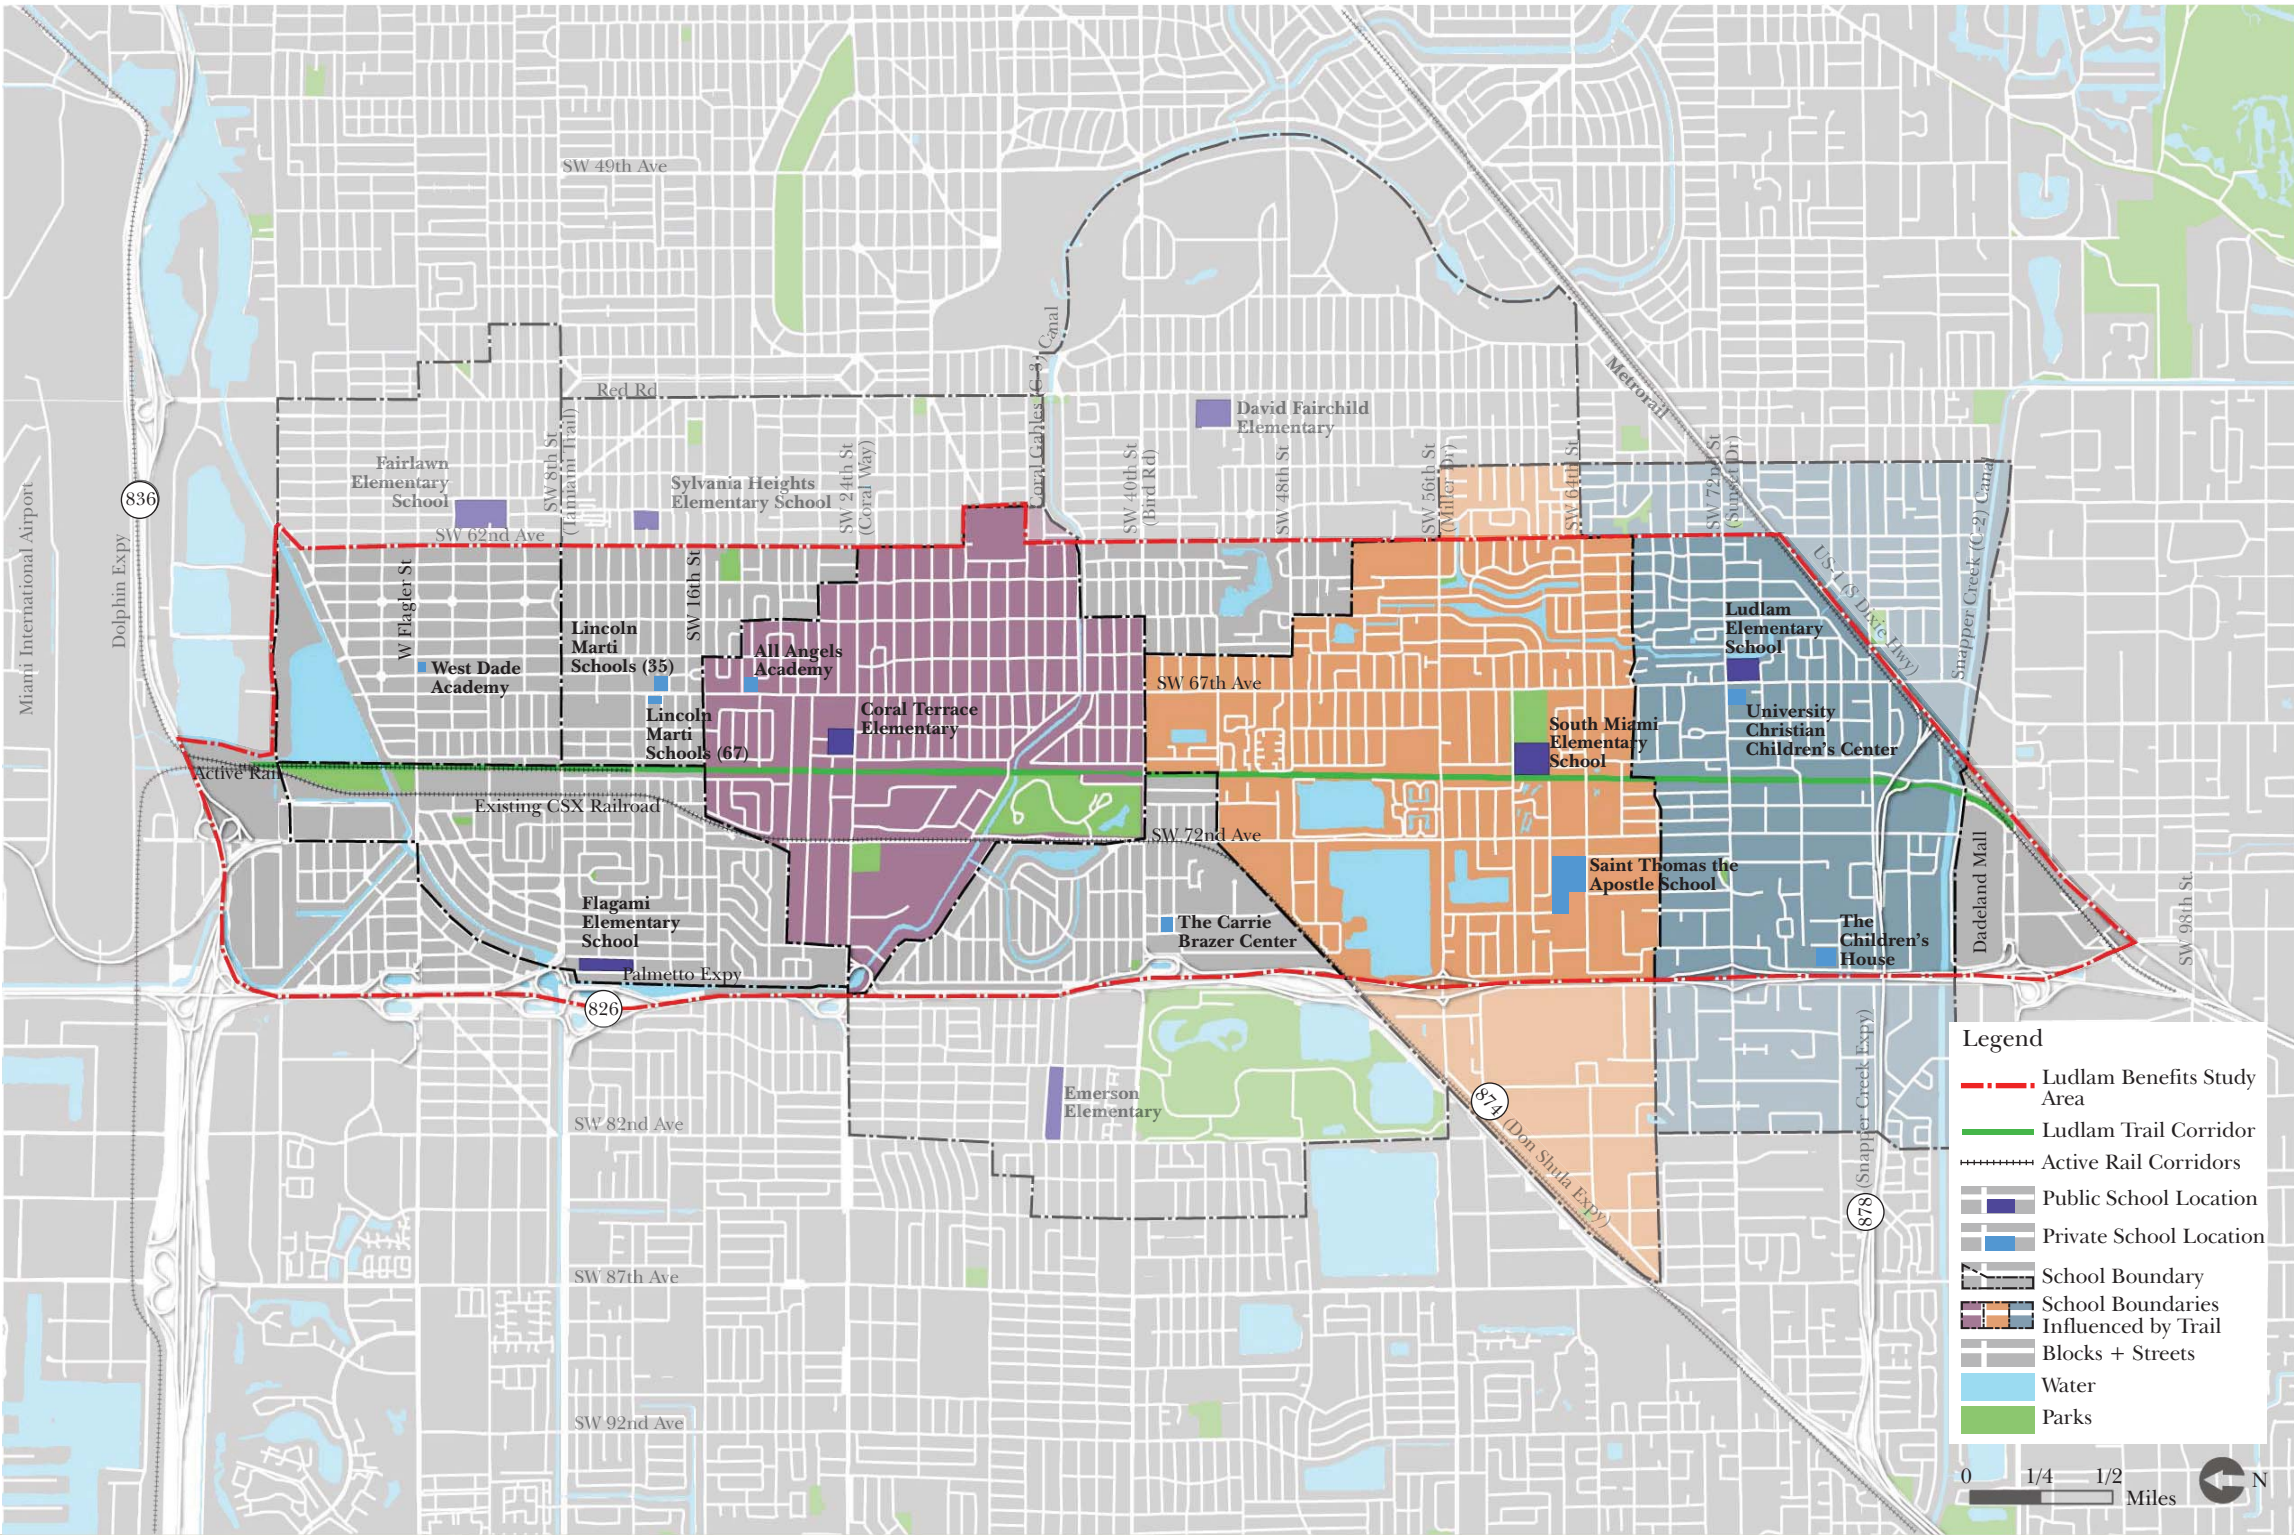 SW 49th Ave
Coral Gables (C-3) Canal
Metrorail
Red Rd
David Fairchild
Elementary
Fairlawn
Elementary
School
SW 8th St
(Tamiami Trail)
Sylvania Heights
Elementary School
SW 24th St
(Coral Way)
SW 40th St
(Bird Rd)
SW 48th St
SW 56th St
(Miller Dr)
SW 64th St
SW 72nd St
(Sunset Dr)
Snapper Creek (C-2) Canal
836
SW 62nd Ave
Miami International Airport
Dolphin Expy
W Flagler St
SW 16th St
US-1 (S Dixie Hwy)
Lincoln
Marti
Schools (35)
All Angels
Academy
Ludlam
Elementary
School
West Dade
Academy
SW 67th Ave
Lincoln
Marti
Schools (67)
Coral Terrace
Elementary
South Miami
Elementary
School
University
Christian
Children's Center
Active Rail
Existing CSX Railroad
SW 72nd Ave
Saint Thomas the
Apostle School
Dadeland Mall
SW 98th St.
Flagami
Elementary
School
The Carrie
Brazer Center
The
Children's
House
Palmetto Expy
826
Emerson
Elementary
874
(Don Shula Expy)
(Snapper Creek Expy)
878
SW 82nd Ave
SW 87th Ave
SW 92nd Ave
Legend
Ludlam Benefits Study
Area
Ludlam Trail Corridor
Active Rail Corridors
Public School Location
Private School Location
School Boundary
School Boundaries
Influenced by Trail
Blocks + Streets
Water
Parks
0 1/4 1/2
Miles
N